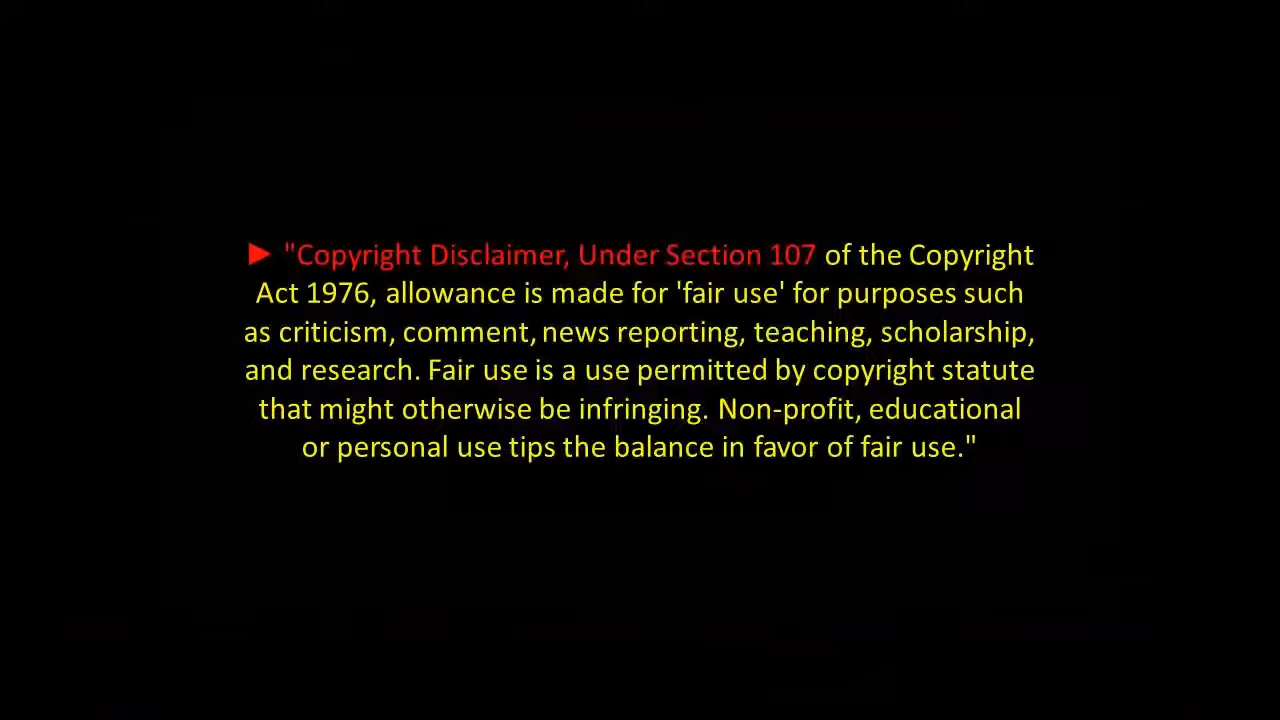 ► "Copyright Disclaimer, Under Section 107 of the Copyright
Act 1976, allowance is made for 'fair use' for purposes such
as criticism, comment, news reporting, teaching, scholarship,
and research. Fair use is a use permitted by copyright statute
that might otherwise be infringing. Non-profit, educational
or personal use tips the balance in favor of fair use."